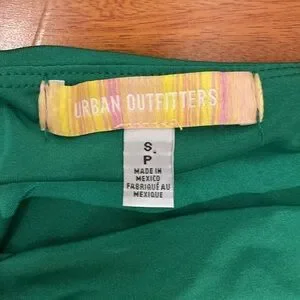 URBAN OUTFITTERS
S.
P
MADE IN
MEXICO
FABRIQUÉ AU
MEXIQUE